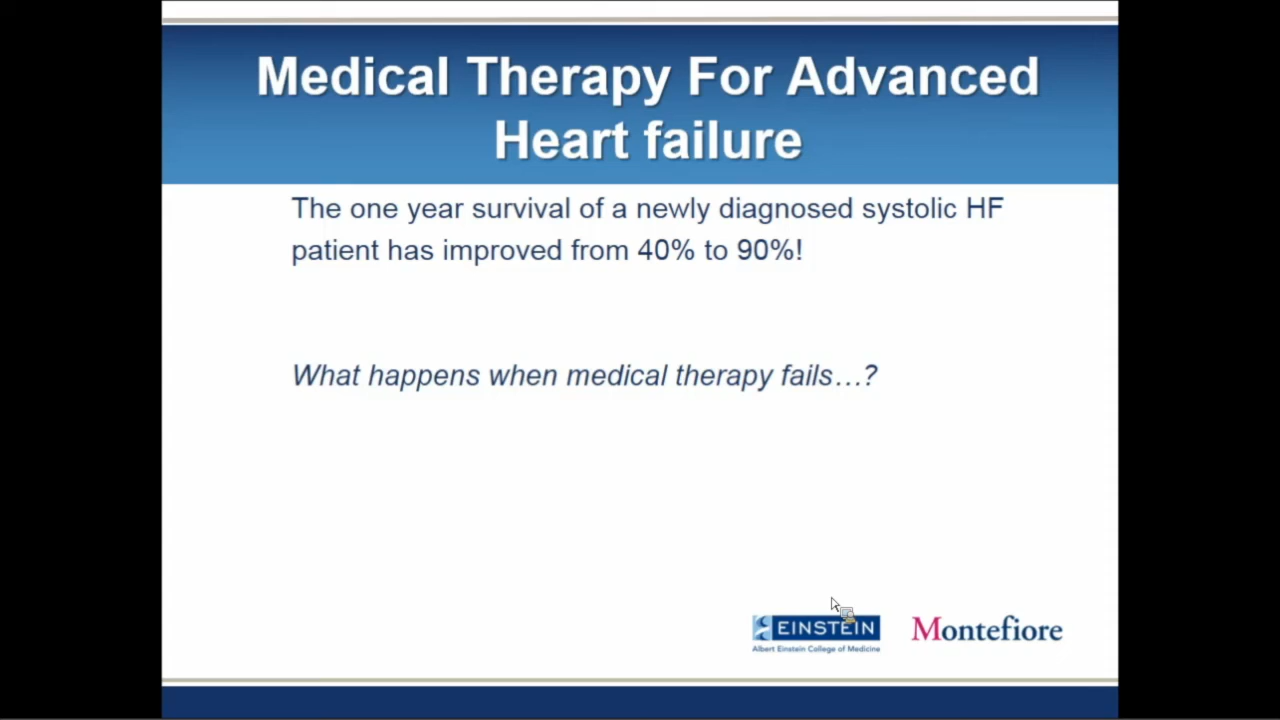 Medical Therapy For Advanced
Heart failure
The one year survival of a newly diagnosed systolic HF
patient has improved from 40% to 90%!
What happens when medical therapy fails…?
EINSTEIN
Albert Einstein College of Medicine
Montefiore